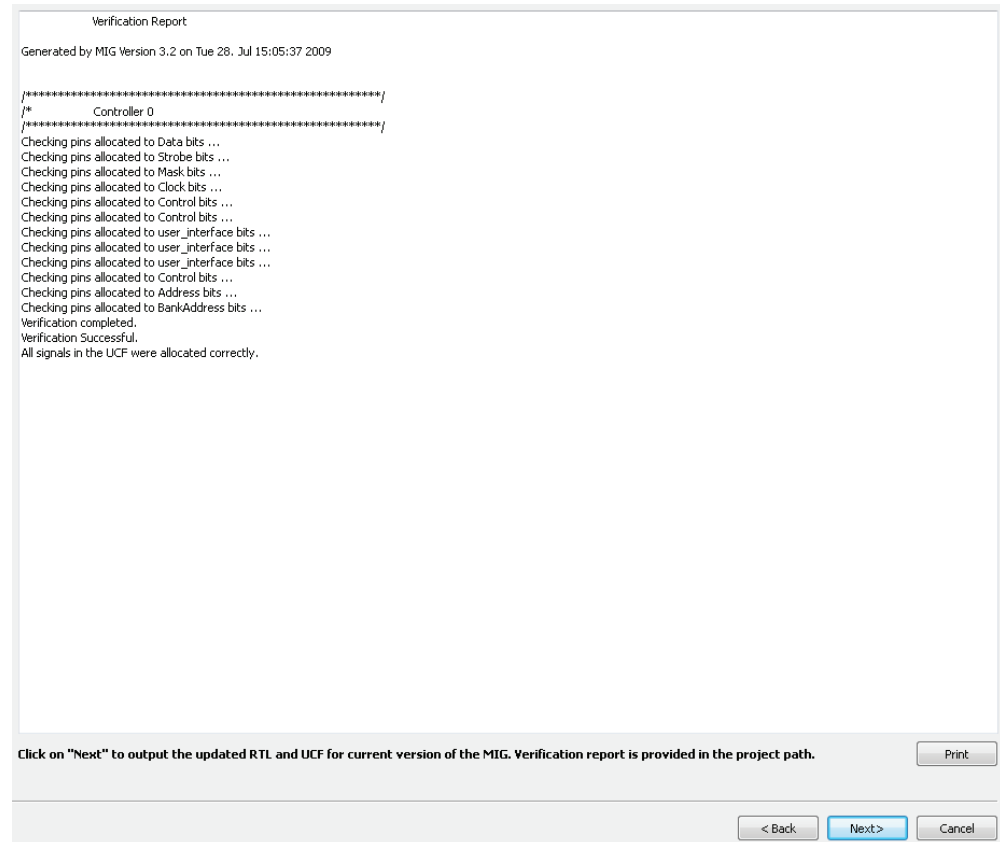 Verification Report
Generated by MIG Version 3.2 on Tue 28. Jul 15:05:37 2009
/*******************************************************/
/*          Controller 0
/*******************************************************/
Checking pins allocated to Data bits ...
Checking pins allocated to Strobe bits ...
Checking pins allocated to Mask bits ...
Checking pins allocated to Clock bits ...
Checking pins allocated to Control bits ...
Checking pins allocated to Control bits ...
Checking pins allocated to user_interface bits ...
Checking pins allocated to user_interface bits ...
Checking pins allocated to user_interface bits ...
Checking pins allocated to Control bits ...
Checking pins allocated to Address bits ...
Checking pins allocated to BankAddress bits ...
Verification completed.
Verification Successful.
All signals in the UCF were allocated correctly.
Click on "Next" to output the updated RTL and UCF for current version of the MIG. Verification report is provided in the project path.
Print
< Back
Next>
Cancel